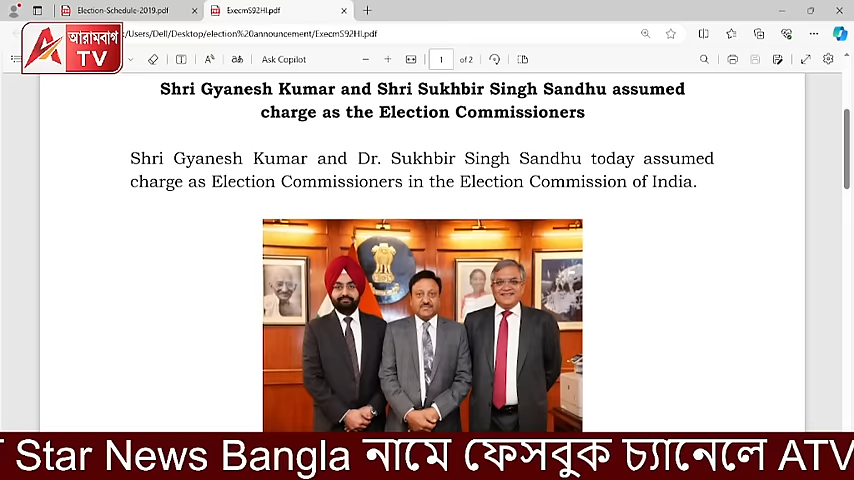 Election-Schedule-2019.pdf
ExecmS92HI.pdf
/Users/Dell/Desktop/election%20announcement/ExecmS92HI.pdf
আরামবাগ
TV
Ask Copilot
1 of 2
Shri Gyanesh Kumar and Shri Sukhbir Singh Sandhu assumed
charge as the Election Commissioners
Shri Gyanesh Kumar and Dr. Sukhbir Singh Sandhu today assumed
charge as Election Commissioners in the Election Commission of India.
Star News Bangla নামে ফেসবুক চ্যানেলে ATV